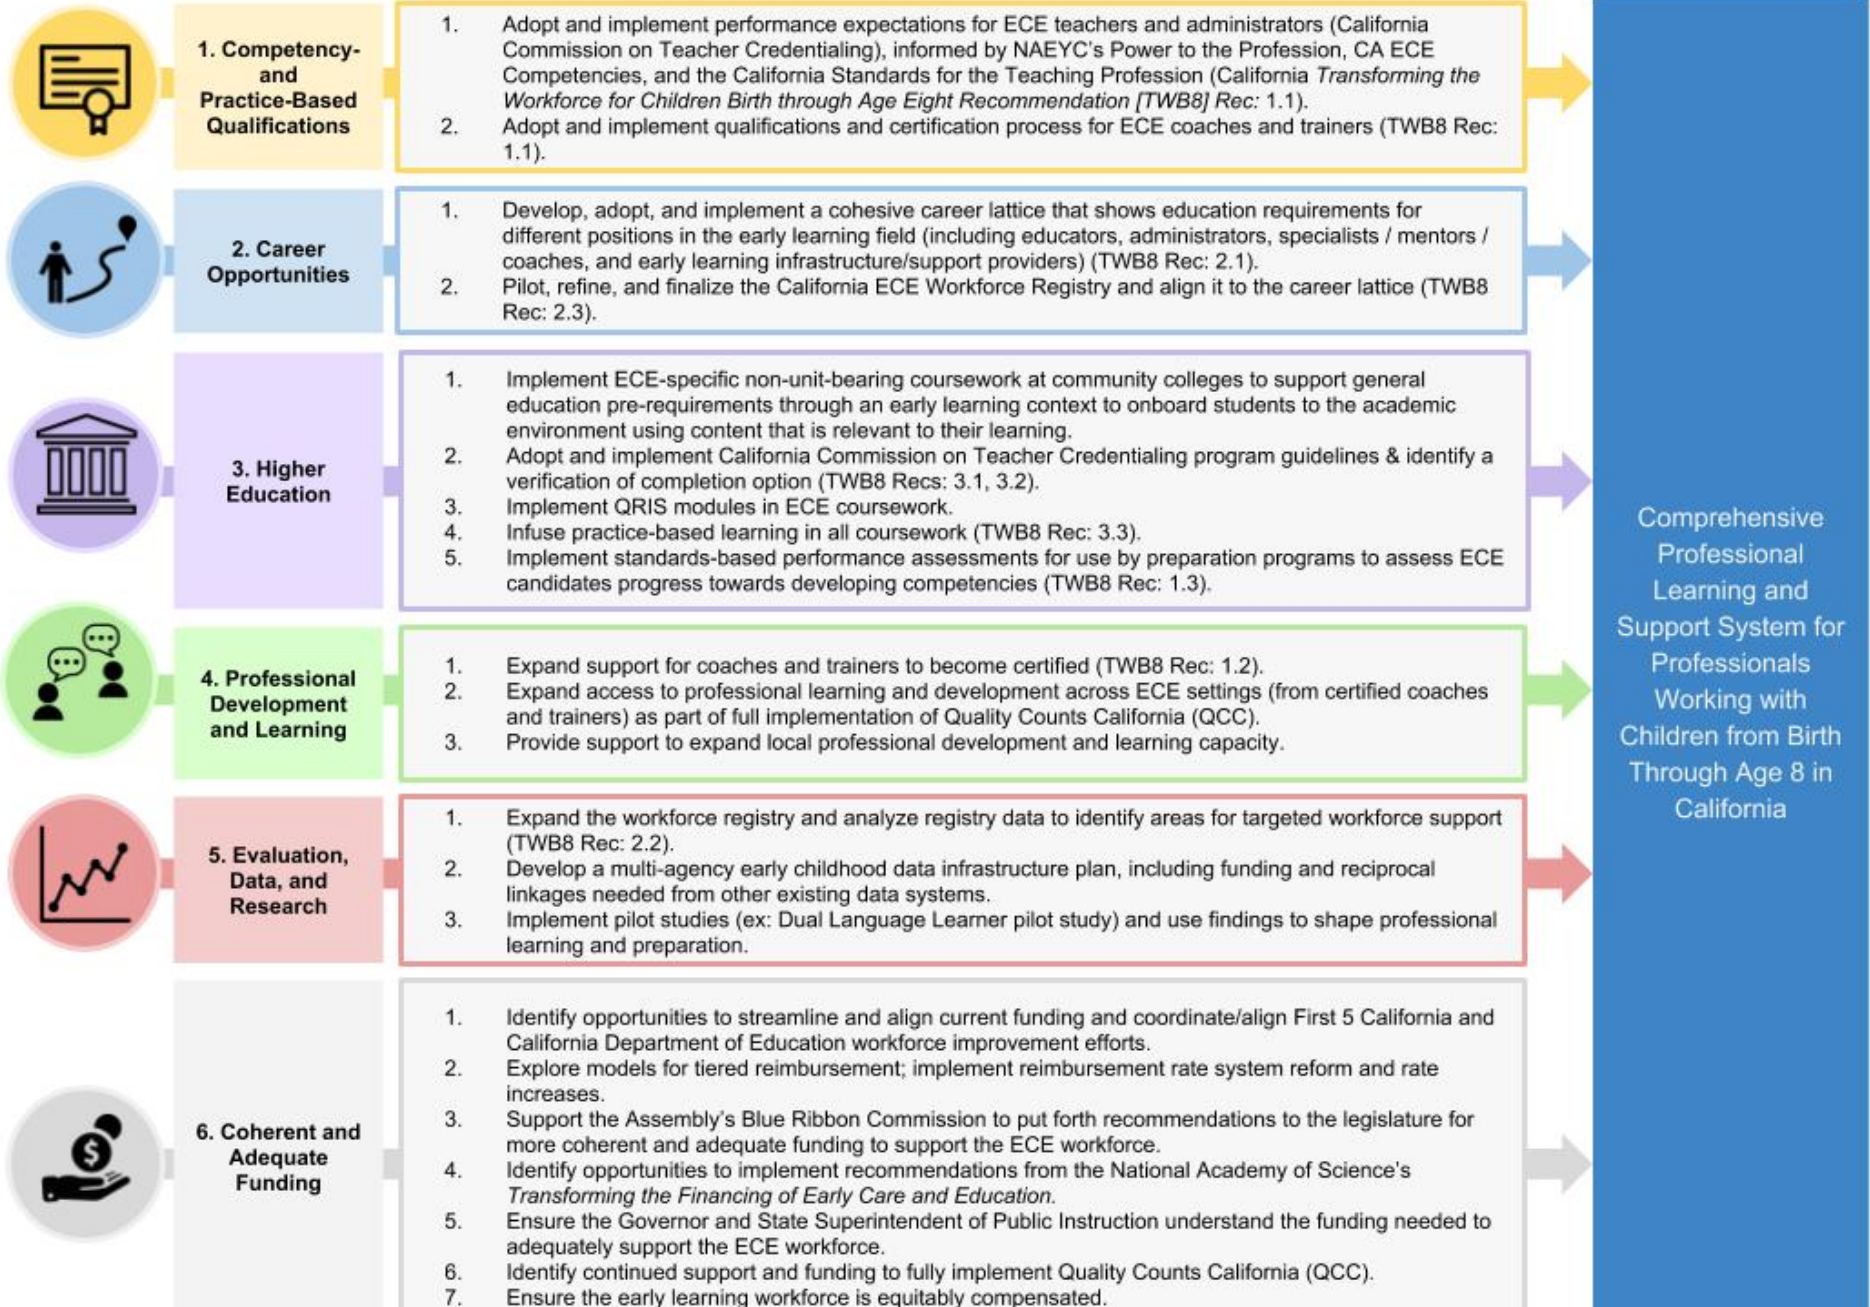 1. Competency-
and
Practice-Based
Qualifications
1. Adopt and implement performance expectations for ECE teachers and administrators (California
Commission on Teacher Credentialing), informed by NAEYC's Power to the Profession, CA ECE
Competencies, and the California Standards for the Teaching Profession (California Transforming the
Workforce for Children Birth through Age Eight Recommendation [TWB8] Rec: 1.1).
2. Adopt and implement qualifications and certification process for ECE coaches and trainers (TWB8 Rec:
1.1).
2. Career
Opportunities
1. Develop, adopt, and implement a cohesive career lattice that shows education requirements for
different positions in the early learning field (including educators, administrators, specialists / mentors /
coaches, and early learning infrastructure/support providers) (TWB8 Rec: 2.1).
2. Pilot, refine, and finalize the California ECE Workforce Registry and align it to the career lattice (TWB8
Rec: 2.3).
3. Higher
Education
1. Implement ECE-specific non-unit-bearing coursework at community colleges to support general
education pre-requirements through an early learning context to onboard students to the academic
environment using content that is relevant to their learning.
2. Adopt and implement California Commission on Teacher Credentialing program guidelines & identify a
verification of completion option (TWB8 Recs: 3.1, 3.2).
3. Implement QRIS modules in ECE coursework.
4. Infuse practice-based learning in all coursework (TWB8 Rec: 3.3).
5. Implement standards-based performance assessments for use by preparation programs to assess ECE
candidates progress towards developing competencies (TWB8 Rec: 1.3).
4. Professional
Development
and Learning
1. Expand support for coaches and trainers to become certified (TWB8 Rec: 1.2).
2. Expand access to professional learning and development across ECE settings (from certified coaches
and trainers) as part of full implementation of Quality Counts California (QCC).
3. Provide support to expand local professional development and learning capacity.
5. Evaluation,
Data, and
Research
1. Expand the workforce registry and analyze registry data to identify areas for targeted workforce support
(TWB8 Rec: 2.2).
2. Develop a multi-agency early childhood data infrastructure plan, including funding and reciprocal
linkages needed from other existing data systems.
3. Implement pilot studies (ex: Dual Language Learner pilot study) and use findings to shape professional
learning and preparation.
6. Coherent and
Adequate
Funding
1. Identify opportunities to streamline and align current funding and coordinate/align First 5 California and
California Department of Education workforce improvement efforts.
2. Explore models for tiered reimbursement; implement reimbursement rate system reform and rate
increases.
3. Support the Assembly's Blue Ribbon Commission to put forth recommendations to the legislature for
more coherent and adequate funding to support the ECE workforce.
4. Identify opportunities to implement recommendations from the National Academy of Science's
Transforming the Financing of Early Care and Education.
5. Ensure the Governor and State Superintendent of Public Instruction understand the funding needed to
adequately support the ECE workforce.
6. Identify continued support and funding to fully implement Quality Counts California (QCC).
7. Ensure the early learning workforce is equitably compensated.
Comprehensive
Professional
Learning and
Support System for
Professionals
Working with
Children from Birth
Through Age 8 in
California